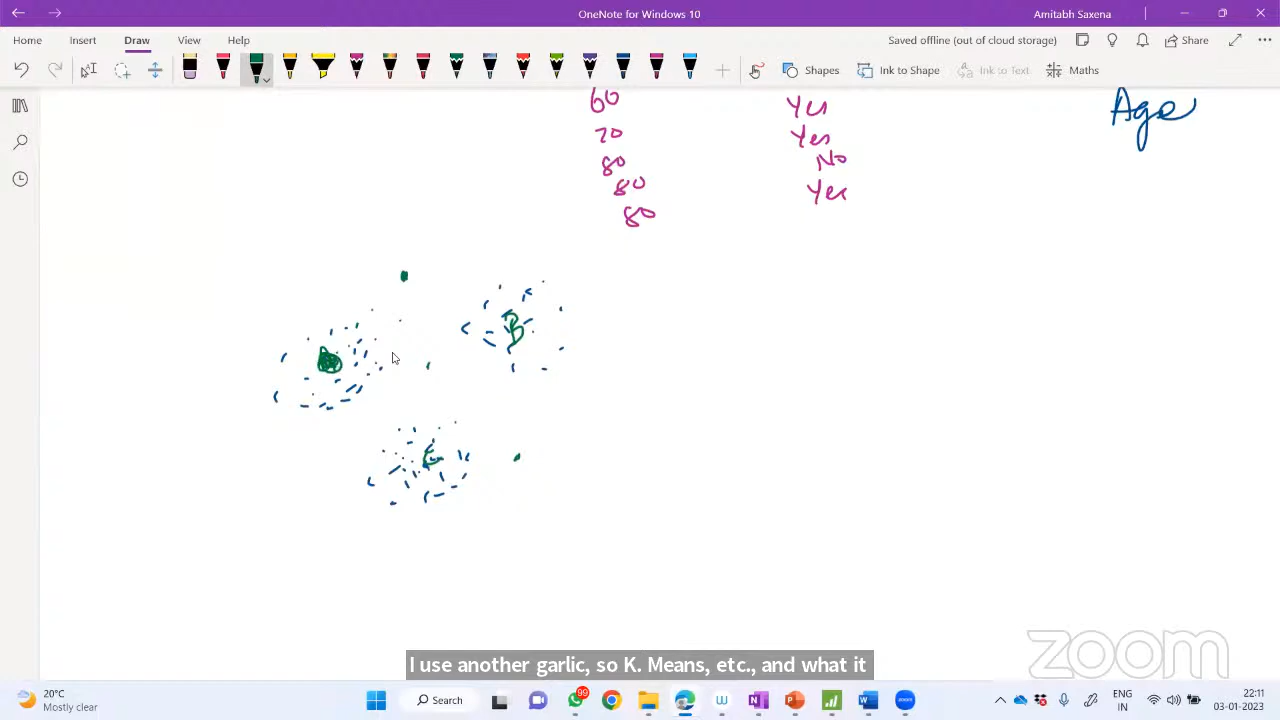 OneNote for Windows 10
Amitabh Saxena
Home Insert Draw View Help
Saved offline (out of cloud storage)
Share
Shapes
Ink to Shape
Ink to Text
Maths
60 Yes
70 Yes
80 No
80 Yes
80
Age
B
C
I use another garlic, so K. Means, etc., and what it
zoom
20°C
Mostly clear
Search
99
ENG
IN
22:11
03-01-2023